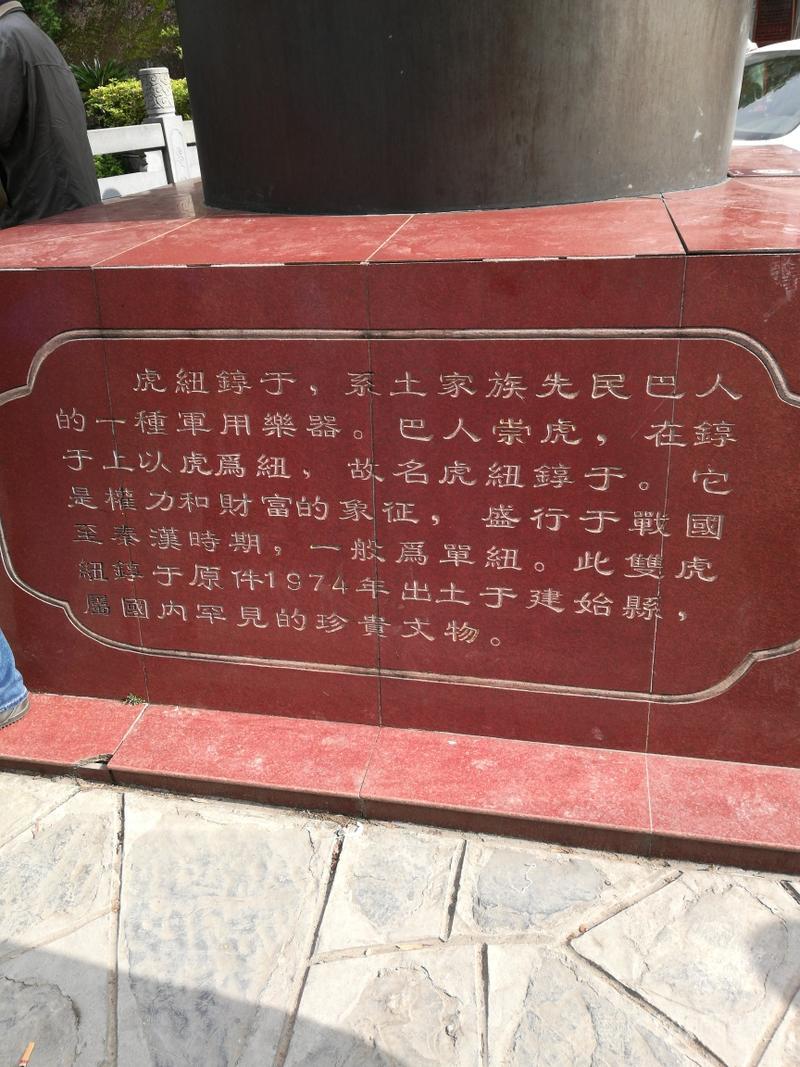 虎紐錞于，系土家族先民巴人
的一種軍用樂器。巴人崇虎，在錞
于上以虎爲紐，故名虎紐錞于。它
是權力和財富的象征，盛行于戰國
至秦漢時期，一般爲單紐。此雙虎
紐錞于原件1974年出土于建始縣，
屬國內罕見的珍貴文物。